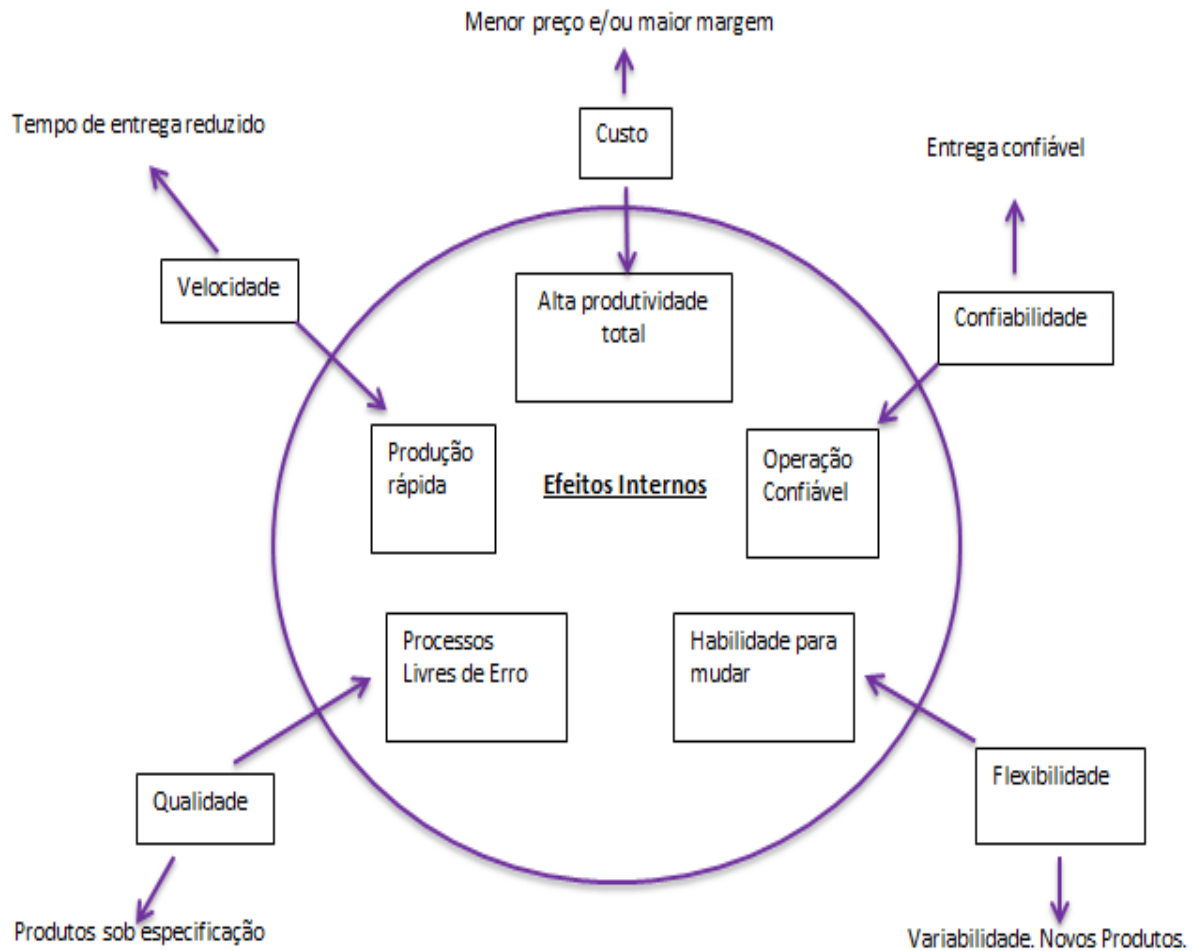 Menor preço e/ou maior margem
Tempo de entrega reduzido
Custo
Entrega confiável
Velocidade
Alta produtividade
total
Confiabilidade
Produção
rápida
Efeitos Internos
Operação
Confiável
Processos
Livres de Erro
Habilidade para
mudar
Qualidade
Flexibilidade
Produtos sob especificação
Variabilidade. Novos Produtos.